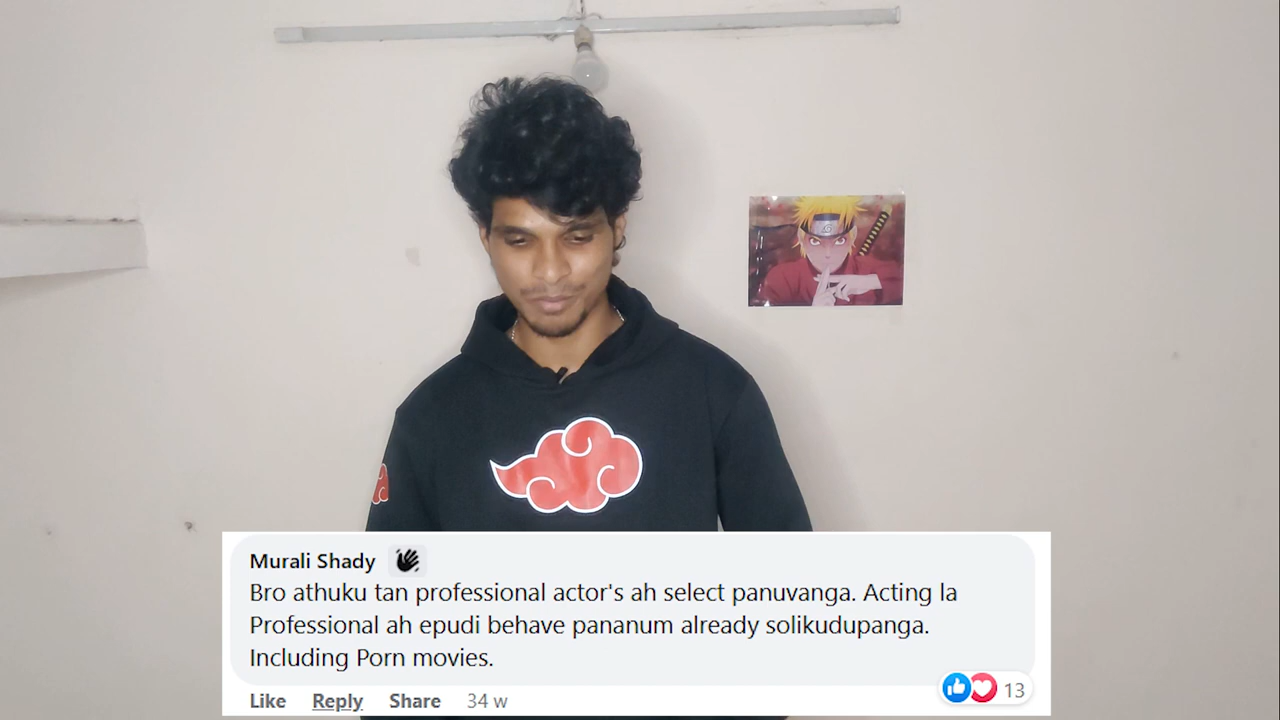 Murali Shady
Bro athuku tan professional actor's ah select panuvanga. Acting la
Professional ah epudi behave pananum already solikudupanga.
Including Porn movies.
Like Reply Share 34 w 13